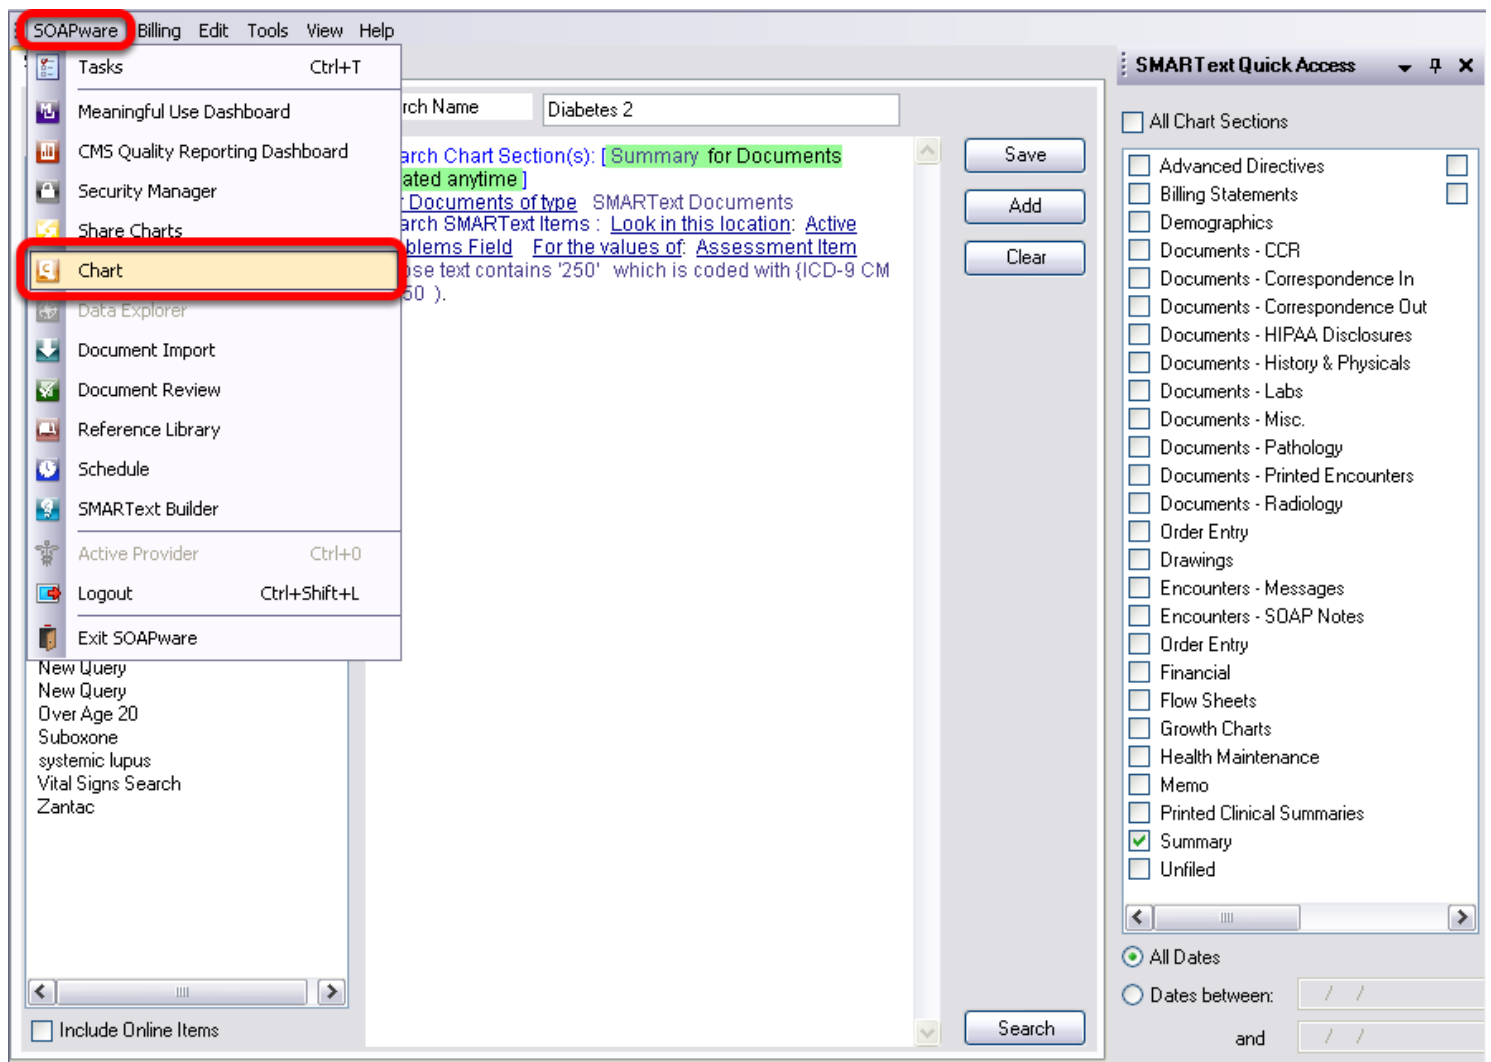 SOAPware Billing Edit Tools View Help
Tasks Ctrl+T
Meaningful Use Dashboard
CMS Quality Reporting Dashboard
Security Manager
Share Charts
Chart
Data Explorer
Document Import
Document Review
Reference Library
Schedule
SMARText Builder
Active Provider Ctrl+0
Logout Ctrl+Shift+L
Exit SOAPware
New Query
New Query
Over Age 20
Suboxone
systemic lupus
Vital Signs Search
Zantac
Include Online Items
rch Name Diabetes 2
arch Chart Section(s): [ Summary for Documents
ated anytime ]
Documents of type SMARText Documents
arch SMARText Items : Look in this location: Active
blems Field For the values of: Assessment Item
ose text contains '250' which is coded with {ICD-9 CM
50 ).
Save
Add
Clear
Search
SMARText Quick Access
All Chart Sections
Advanced Directives
Billing Statements
Demographics
Documents - CCR
Documents - Correspondence In
Documents - Correspondence Out
Documents - HIPAA Disclosures
Documents - History & Physicals
Documents - Labs
Documents - Misc.
Documents - Pathology
Documents - Printed Encounters
Documents - Radiology
Order Entry
Drawings
Encounters - Messages
Encounters - SOAP Notes
Order Entry
Financial
Flow Sheets
Growth Charts
Health Maintenance
Memo
Printed Clinical Summaries
Summary
Unfiled
All Dates
Dates between: / /
and / /